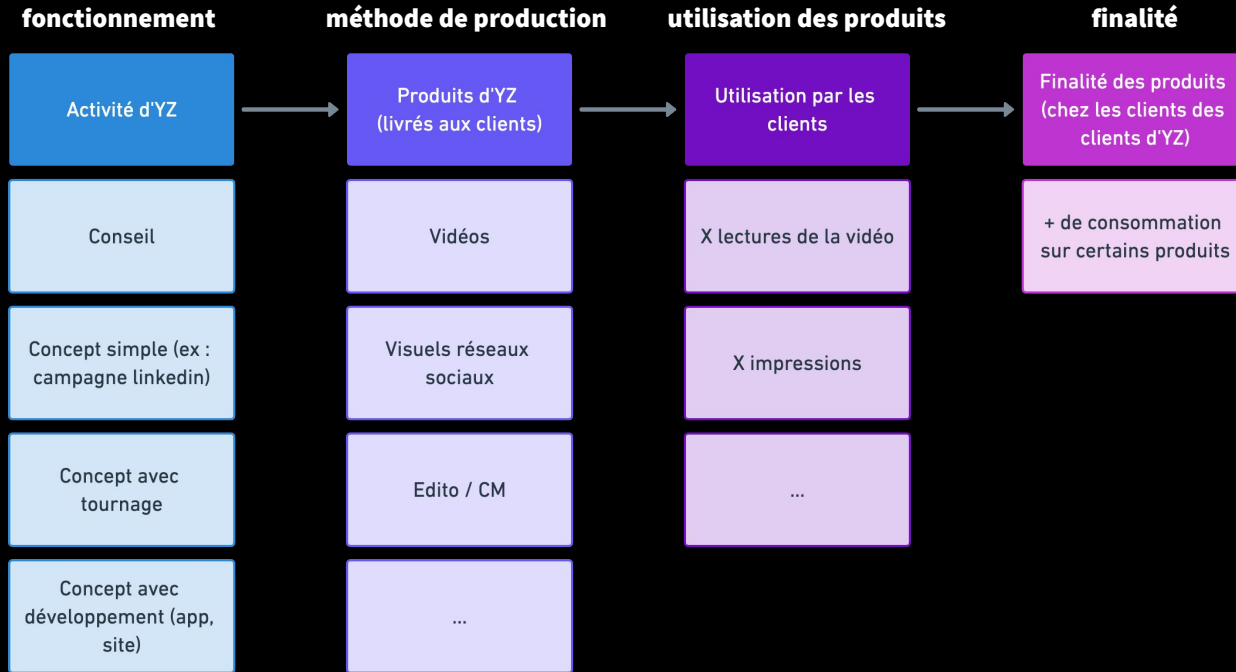 fonctionnement
méthode de production
utilisation des produits
finalité
Activité d'YZ
Produits d'YZ
(livrés aux clients)
Utilisation par les
clients
Finalité des produits
(chez les clients des
clients d'YZ)
Conseil
Vidéos
X lectures de la vidéo
+ de consommation
sur certains produits
Concept simple (ex :
campagne linkedin)
Visuels réseaux
sociaux
X impressions
Concept avec
tournage
Edito / CM
...
Concept avec
développement (app,
site)
...